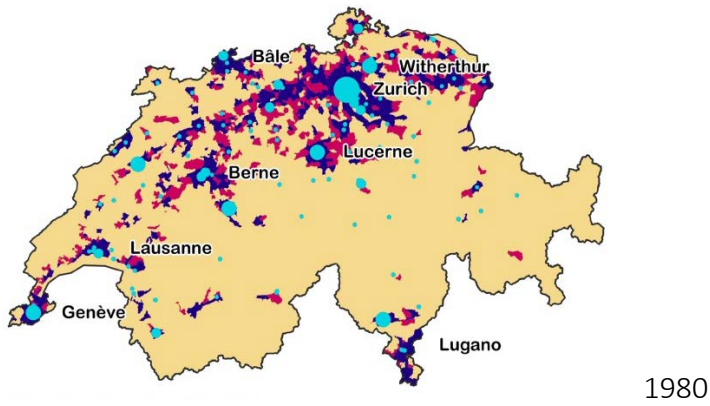 Bâle
Witherthur
Zurich
Lucerne
Berne
Lausanne
Genève
Lugano
1980